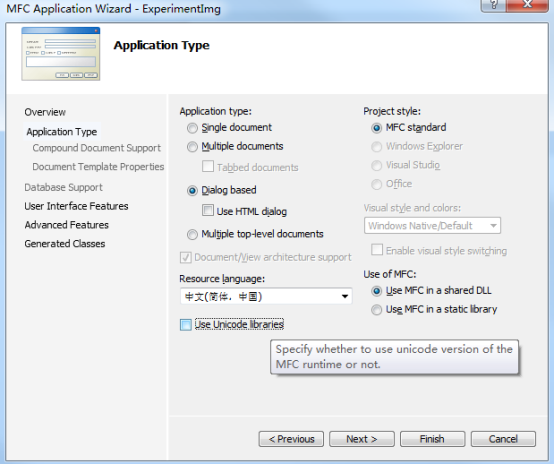 MFC Application Wizard - ExperimentImg
Application Type
Overview
Application Type
Compound Document Support
Document Template Properties
Database Support
User Interface Features
Advanced Features
Generated Classes
Application type:
Single document
Multiple documents
Tabbed documents
Dialog based
Use HTML dialog
Multiple top-level documents
Document/View architecture support
Resource language:
中文(简体，中国)
Use Unicode libraries
Project style:
MFC standard
Windows Explorer
Visual Studio
Office
Visual style and colors:
Windows Native/Default
Enable visual style switching
Use of MFC:
Use MFC in a shared DLL
Use MFC in a static library
Specify whether to use unicode version of the
MFC runtime or not.
< Previous
Next >
Finish
Cancel